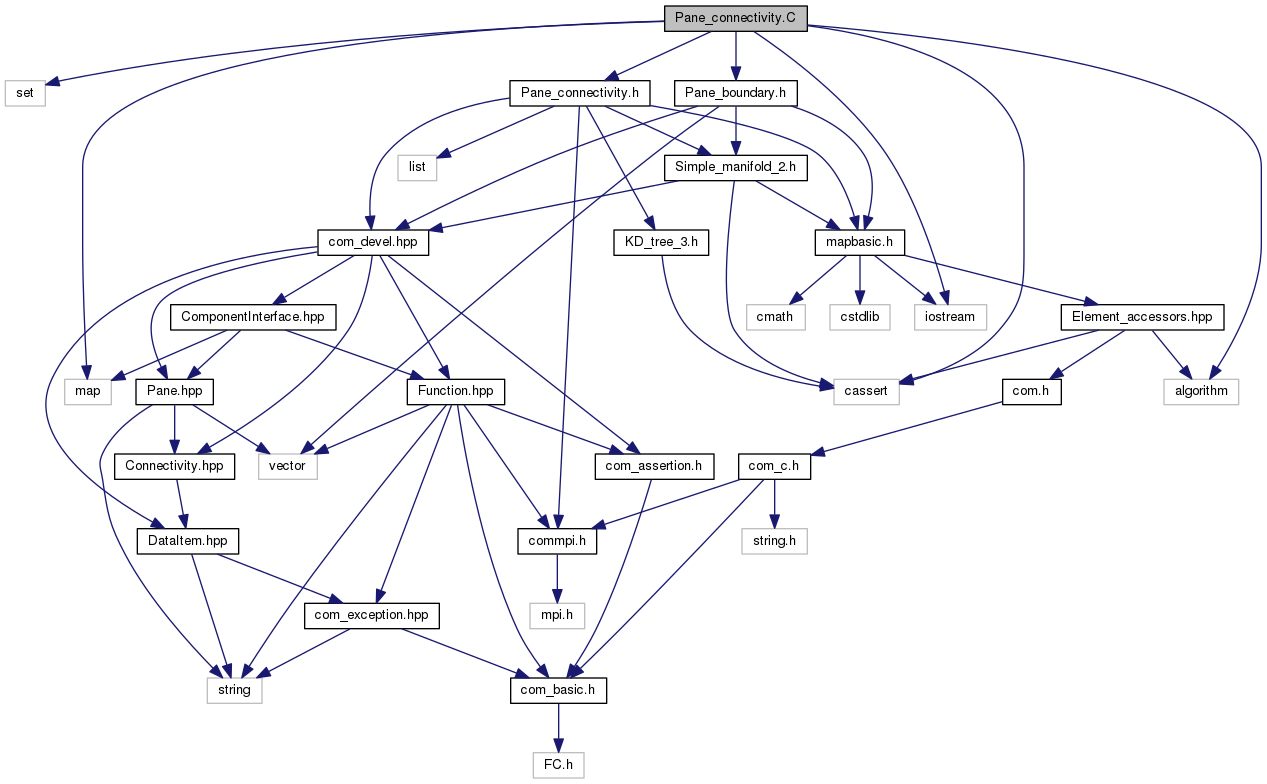 Pane_connectivity.C
set
Pane_connectivity.h
Pane_boundary.h
list
Simple_manifold_2.h
com_devel.hpp
KD_tree_3.h
mapbasic.h
ComponentInterface.hpp
cmath
cstdlib
iostream
Element_accessors.hpp
map
Pane.hpp
Function.hpp
cassert
com.h
algorithm
Connectivity.hpp
vector
com_assertion.h
com_c.h
DataItem.hpp
commpi.h
string.h
com_exception.hpp
mpi.h
string
com_basic.h
FC.h